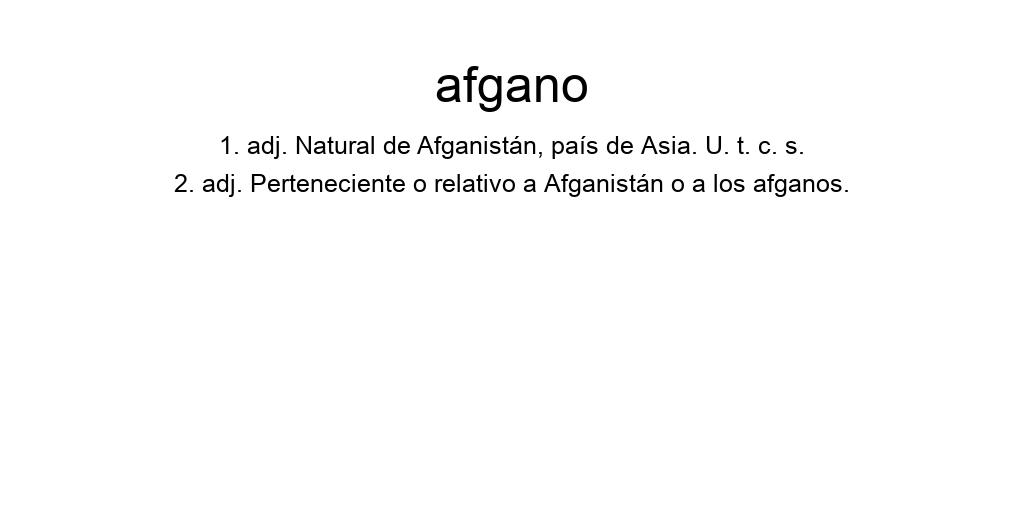 afgano
1. adj. Natural de Afganistán, país de Asia. U. t. c. s.
2. adj. Perteneciente o relativo a Afganistán o a los afganos.